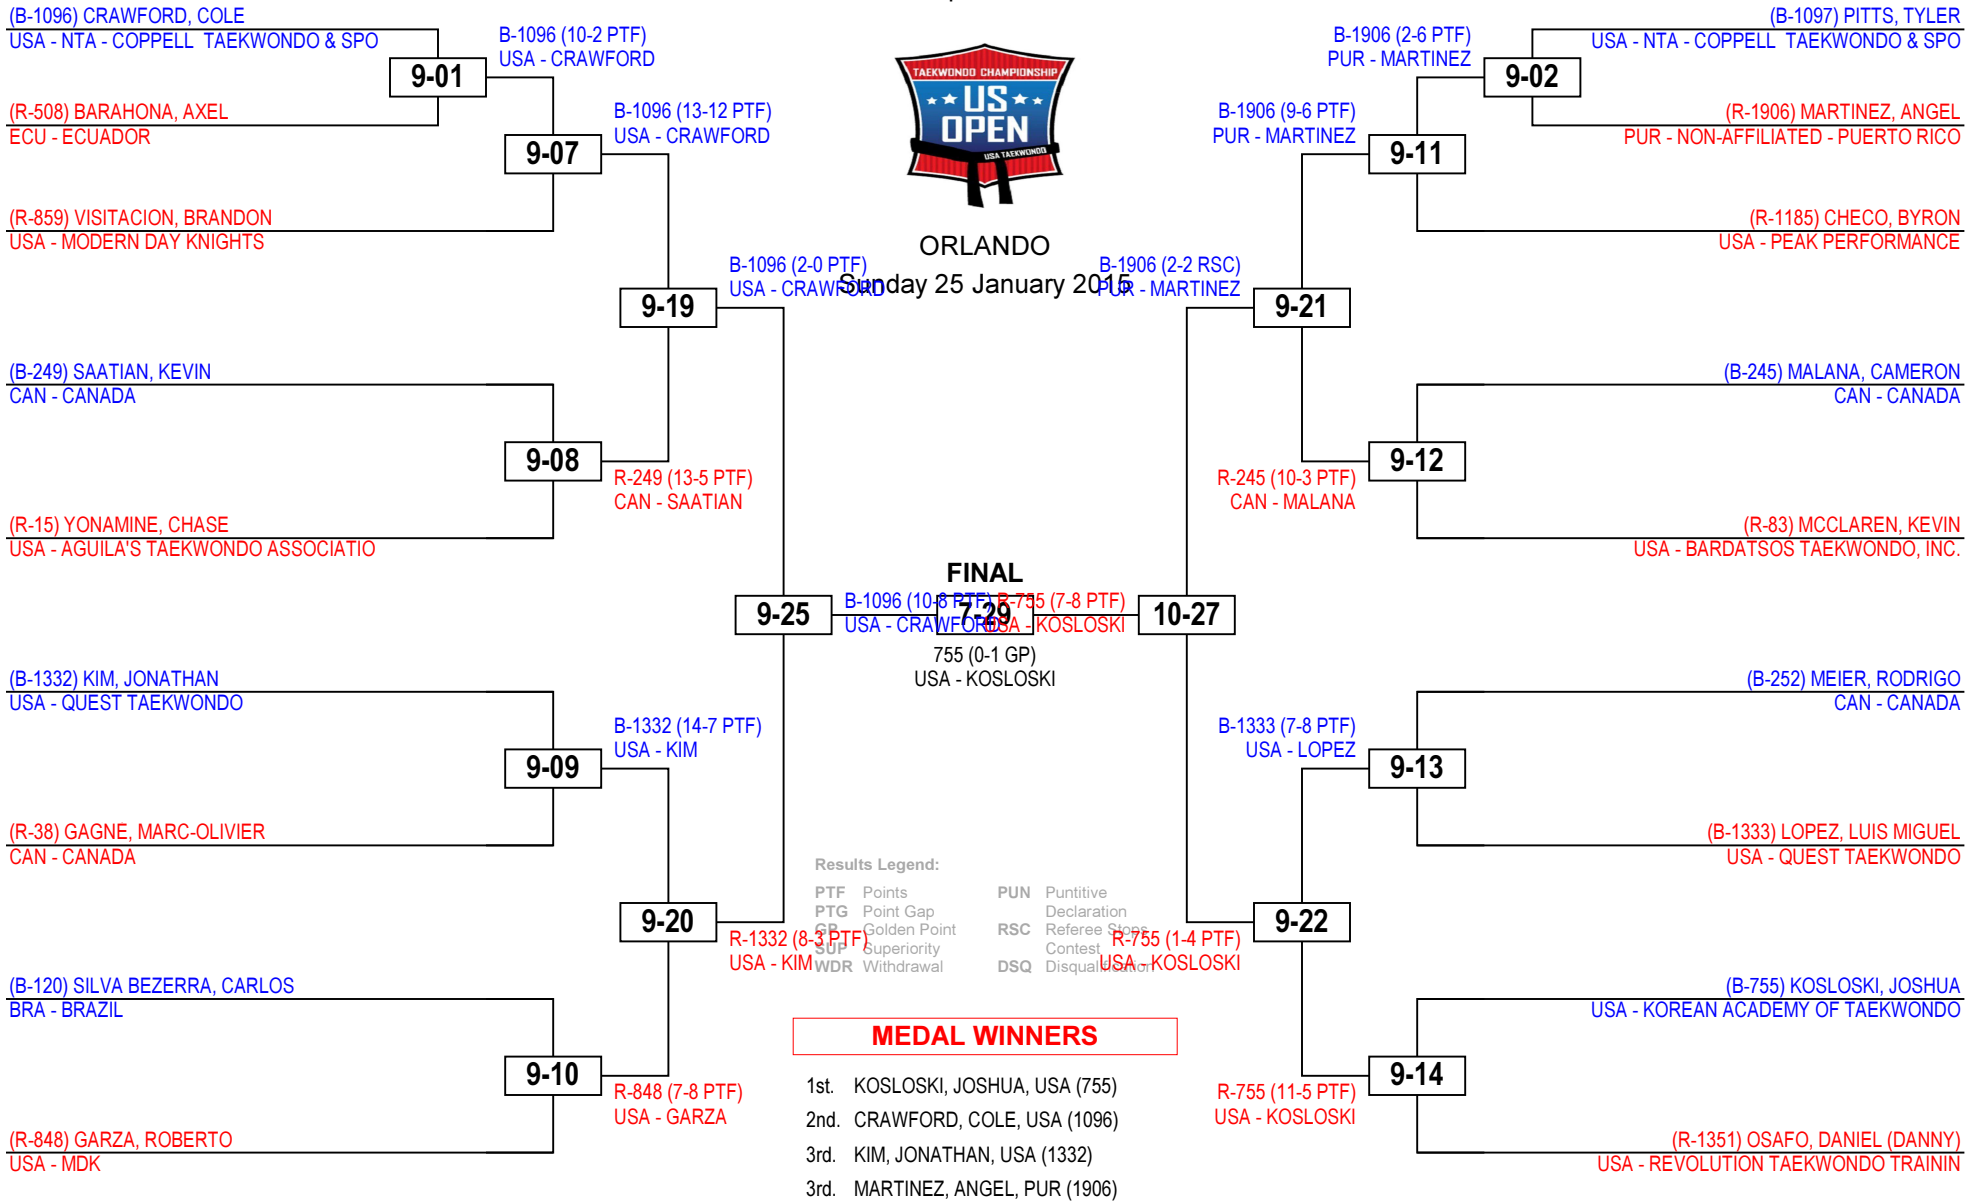 (B-1096) CRAWFORD, COLE
USA - NTA - COPPELL TAEKWONDO & SPO
9-01
(R-508) BARAHONA, AXEL
ECU - ECUADOR
B-1096 (10-2 PTF)
USA - CRAWFORD
9-07
(R-859) VISITACION, BRANDON
USA - MODERN DAY KNIGHTS
B-1096 (13-12 PTF)
USA - CRAWFORD
9-19
(B-249) SAATIAN, KEVIN
CAN - CANADA
9-08
(R-15) YONAMINE, CHASE
USA - AGUILA'S TAEKWONDO ASSOCIATIO
R-249 (13-5 PTF)
CAN - SAATIAN
B-1096 (2-0 PTF)
USA - CRAWFORD
9-25
(B-1332) KIM, JONATHAN
USA - QUEST TAEKWONDO
9-09
(R-38) GAGNE, MARC-OLIVIER
CAN - CANADA
B-1332 (14-7 PTF)
USA - KIM
9-20
(B-120) SILVA BEZERRA, CARLOS
BRA - BRAZIL
9-10
(R-848) GARZA, ROBERTO
USA - MDK
R-848 (7-8 PTF)
USA - GARZA
R-1332 (8-3 PTF)
USA - KIM
TAEKWONDO CHAMPIONSHIP
US
OPEN
USA TAEKWONDO
ORLANDO
Sunday 25 January 2015
FINAL
B-1096 (10-8 PTF)
USA - CRAWFORD
7-29
R-755 (7-8 PTF)
USA - KOSLOSKI
755 (0-1 GP)
USA - KOSLOSKI
Results Legend:
PTF Points
PTG Point Gap
GP Golden Point
SUP Superiority
WDR Withdrawal
PUN Puntitive
Declaration
RSC Referee Stops
Contest
DSQ Disqualification
MEDAL WINNERS
1st. KOSLOSKI, JOSHUA, USA (755)
2nd. CRAWFORD, COLE, USA (1096)
3rd. KIM, JONATHAN, USA (1332)
3rd. MARTINEZ, ANGEL, PUR (1906)
(B-1097) PITTS, TYLER
USA - NTA - COPPELL TAEKWONDO & SPO
9-02
(R-1906) MARTINEZ, ANGEL
PUR - NON-AFFILIATED - PUERTO RICO
B-1906 (2-6 PTF)
PUR - MARTINEZ
9-11
(R-1185) CHECO, BYRON
USA - PEAK PERFORMANCE
B-1906 (9-6 PTF)
PUR - MARTINEZ
9-21
(B-245) MALANA, CAMERON
CAN - CANADA
9-12
(R-83) MCCLAREN, KEVIN
USA - BARDATSOS TAEKWONDO, INC.
R-245 (10-3 PTF)
CAN - MALANA
B-1906 (2-2 RSC)
PUR - MARTINEZ
10-27
(B-252) MEIER, RODRIGO
CAN - CANADA
9-13
(B-1333) LOPEZ, LUIS MIGUEL
USA - QUEST TAEKWONDO
B-1333 (7-8 PTF)
USA - LOPEZ
9-22
(B-755) KOSLOSKI, JOSHUA
USA - KOREAN ACADEMY OF TAEKWONDO
9-14
(R-1351) OSAFO, DANIEL (DANNY)
USA - REVOLUTION TAEKWONDO TRAININ
R-755 (11-5 PTF)
USA - KOSLOSKI
R-755 (1-4 PTF)
USA - KOSLOSKI